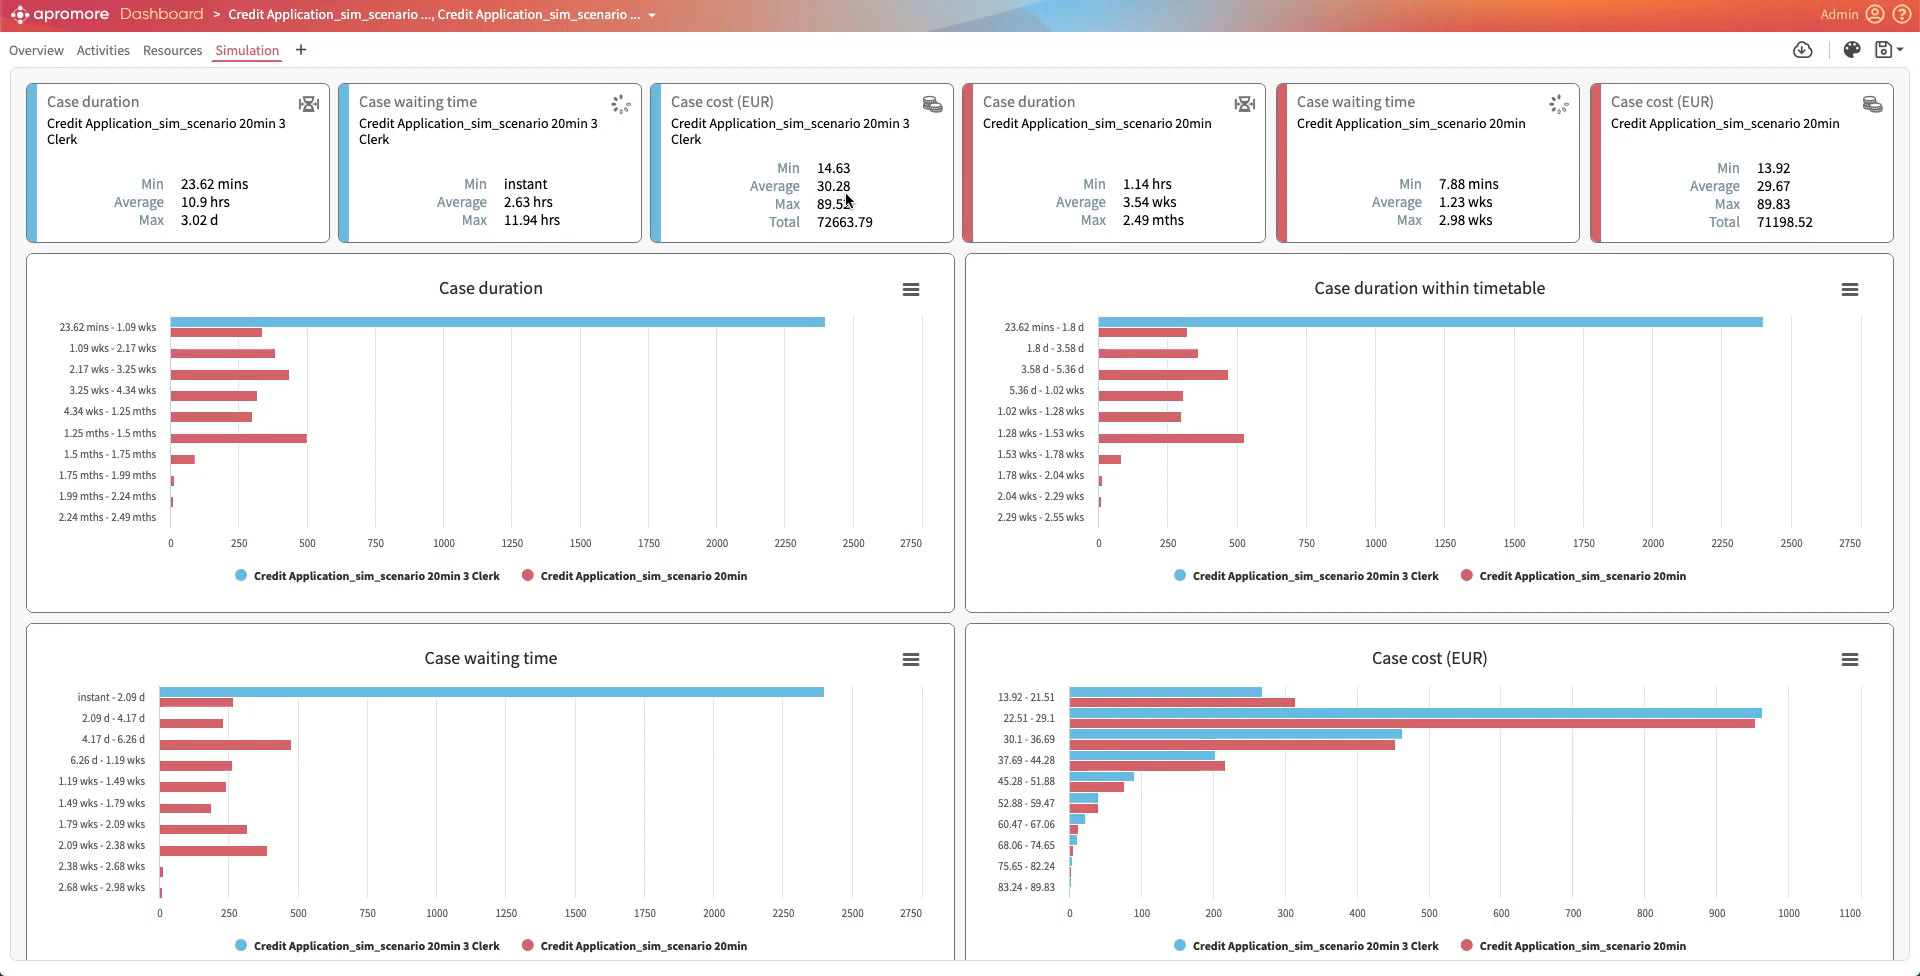 apromore Dashboard > Credit Application_sim_scenario ..., Credit Application_sim_scenario ... Admin
Overview Activities Resources Simulation +
Case duration
Credit Application_sim_scenario 20min 3
Clerk
Min 23.62 mins
Average 10.9 hrs
Max 3.02 d
Case waiting time
Credit Application_sim_scenario 20min 3
Clerk
Min instant
Average 2.63 hrs
Max 11.94 hrs
Case cost (EUR)
Credit Application_sim_scenario 20min 3
Clerk
Min 14.63
Average 30.28
Max
Total 72663.79
Case duration
Credit Application_sim_scenario 20min
Min 1.14 hrs
Average 3.54 wks
Max 2.49 mths
Case waiting time
Credit Application_sim_scenario 20min
Min 7.88 mins
Average 1.23 wks
Max 2.98 wks
Case cost (EUR)
Credit Application_sim_scenario 20min
Min 13.92
Average 29.67
Max 89.83
Total 71198.52
Case duration
23.62 mins - 1.09 wks
1.09 wks - 2.17 wks
2.17 wks - 3.25 wks
3.25 wks - 4.34 wks
4.34 wks - 1.25 mths
1.25 mths - 1.5 mths
1.5 mths - 1.75 mths
1.75 mths - 1.99 mths
1.99 mths - 2.24 mths
2.24 mths - 2.49 mths
0 250 500 750 1000 1250 1500 1750 2000 2250 2500 2750
Credit Application_sim_scenario 20min 3 Clerk Credit Application_sim_scenario 20min
Case duration within timetable
23.62 mins - 1.8 d
1.8 d - 3.58 d
3.58 d - 5.36 d
5.36 d - 1.02 wks
1.02 wks - 1.28 wks
1.28 wks - 1.53 wks
1.53 wks - 1.78 wks
1.78 wks - 2.04 wks
2.04 wks - 2.29 wks
2.29 wks - 2.55 wks
0 250 500 750 1000 1250 1500 1750 2000 2250 2500 2750
Credit Application_sim_scenario 20min 3 Clerk Credit Application_sim_scenario 20min
Case waiting time
instant - 2.09 d
2.09 d - 4.17 d
4.17 d - 6.26 d
6.26 d - 1.19 wks
1.19 wks - 1.49 wks
1.49 wks - 1.79 wks
1.79 wks - 2.09 wks
2.09 wks - 2.38 wks
2.38 wks - 2.68 wks
2.68 wks - 2.98 wks
0 250 500 750 1000 1250 1500 1750 2000 2250 2500 2750
Credit Application_sim_scenario 20min 3 Clerk Credit Application_sim_scenario 20min
Case cost (EUR)
13.92 - 21.51
22.51 - 29.1
30.1 - 36.69
37.69 - 44.28
45.28 - 51.88
52.88 - 59.47
60.47 - 67.06
68.06 - 74.65
75.65 - 82.24
83.24 - 89.83
0 100 200 300 400 500 600 700 800 900 1000 1100
Credit Application_sim_scenario 20min 3 Clerk Credit Application_sim_scenario 20min